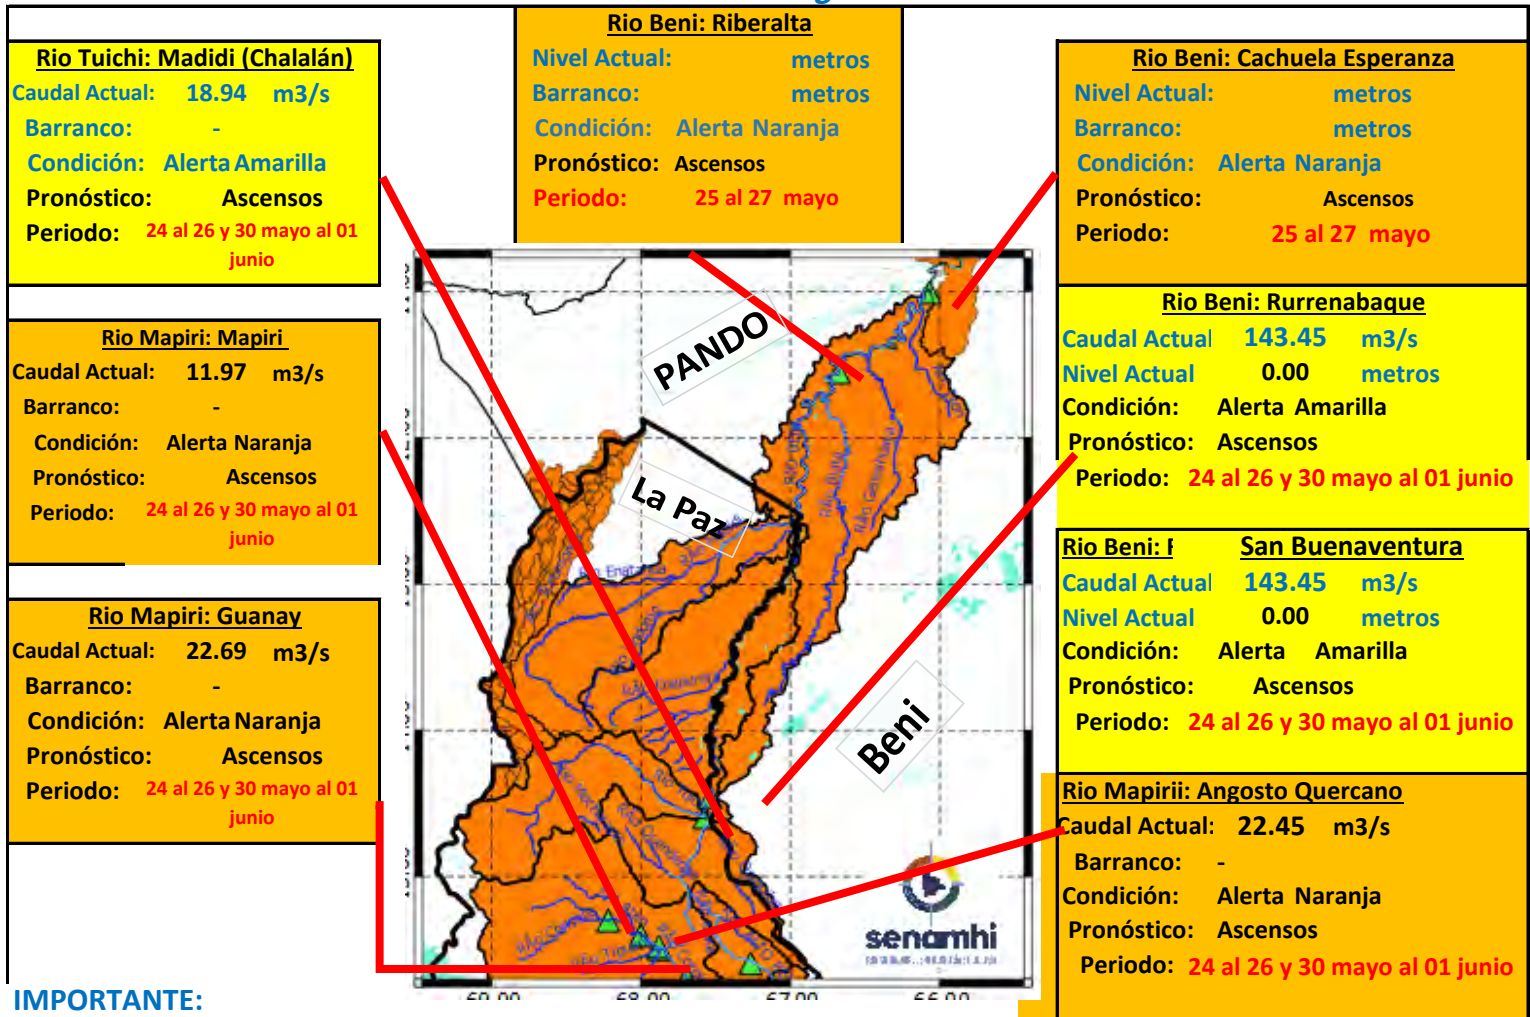 Rio Tuichi: Madidi (Chalalán)
Caudal Actual: 18.94 m3/s
Barranco: -
Condición: Alerta Amarilla
Pronóstico: Ascensos
Periodo: 24 al 26 y 30 mayo al 01
junio
Rio Mapiri: Mapiri
Caudal Actual: 11.97 m3/s
Barranco: -
Condición: Alerta Naranja
Pronóstico: Ascensos
Periodo: 24 al 26 y 30 mayo al 01
junio
Rio Mapiri: Guanay
Caudal Actual: 22.69 m3/s
Barranco: -
Condición: Alerta Naranja
Pronóstico: Ascensos
Periodo: 24 al 26 y 30 mayo al 01
junio
Rio Beni: Riberalta
Nivel Actual: metros
Barranco: metros
Condición: Alerta Naranja
Pronóstico: Ascensos
Periodo: 25 al 27 mayo
PANDO
La Paz
Beni
senamhi
69.00 68.00 67.00 66.00
Rio Beni: Cachuela Esperanza
Nivel Actual: metros
Barranco: metros
Condición: Alerta Naranja
Pronóstico: Ascensos
Periodo: 25 al 27 mayo
Rio Beni: Rurrenabaque
Caudal Actual 143.45 m3/s
Nivel Actual 0.00 metros
Condición: Alerta Amarilla
Pronóstico: Ascensos
Periodo: 24 al 26 y 30 mayo al 01 junio
Rio Beni: San Buenaventura
Caudal Actual 143.45 m3/s
Nivel Actual 0.00 metros
Condición: Alerta Amarilla
Pronóstico: Ascensos
Periodo: 24 al 26 y 30 mayo al 01 junio
Rio Mapirii: Angosto Quercano
Caudal Actual: 22.45 m3/s
Barranco: -
Condición: Alerta Naranja
Pronóstico: Ascensos
Periodo: 24 al 26 y 30 mayo al 01 junio
IMPORTANTE: